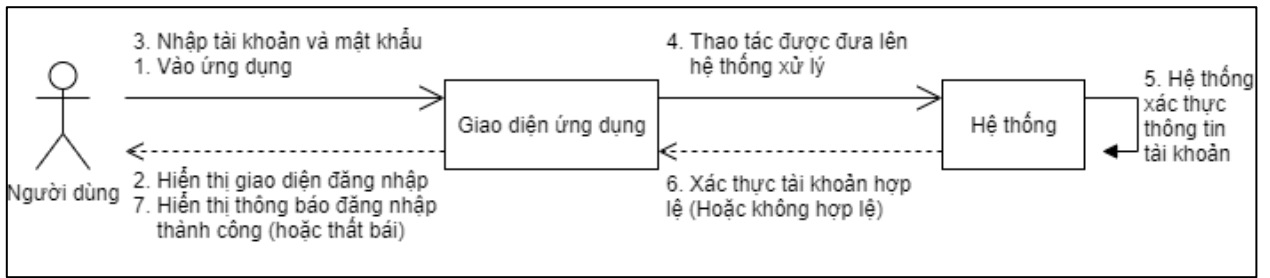 3. Nhập tài khoản và mật khẩu
1. Vào ứng dụng
4. Thao tác được đưa lên
hệ thống xử lý
5. Hệ thống
xác thực
thông tin
tài khoản
Giao diện ứng dụng
Hệ thống
Người dùng
2. Hiển thị giao diện đăng nhập
7. Hiển thị thông báo đăng nhập
thành công (hoặc thất bái)
6. Xác thực tài khoản hợp
lệ (Hoặc không hợp lệ)